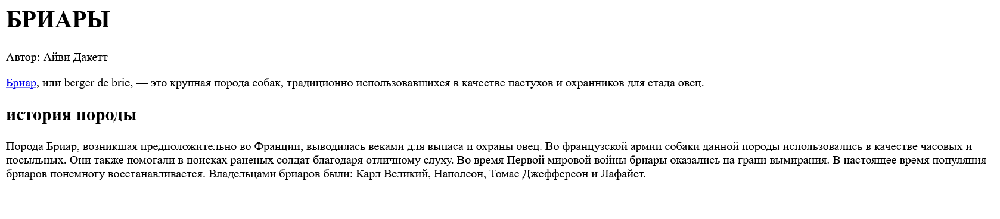 БРИАРЫ
Автор: Айви Дакетт
Бриар, или berger de brie, — это крупная порода собак, традиционно использовавшихся в качестве пастухов и охранников для стада овец.
история породы
Порода Бриар, возникшая предположительно во Франции, выводилась веками для выпаса и охраны овец. Во французской армии собаки данной породы использовались в качестве часовых и
посыльных. Они также помогали в поисках раненых солдат благодаря отличному слуху. Во время Первой мировой войны бриары оказались на грани вымирания. В настоящее время популяция
бриаров понемногу восстанавливается. Владельцами бриаров были: Карл Великий, Наполеон, Томас Джефферсон и Лафайет.